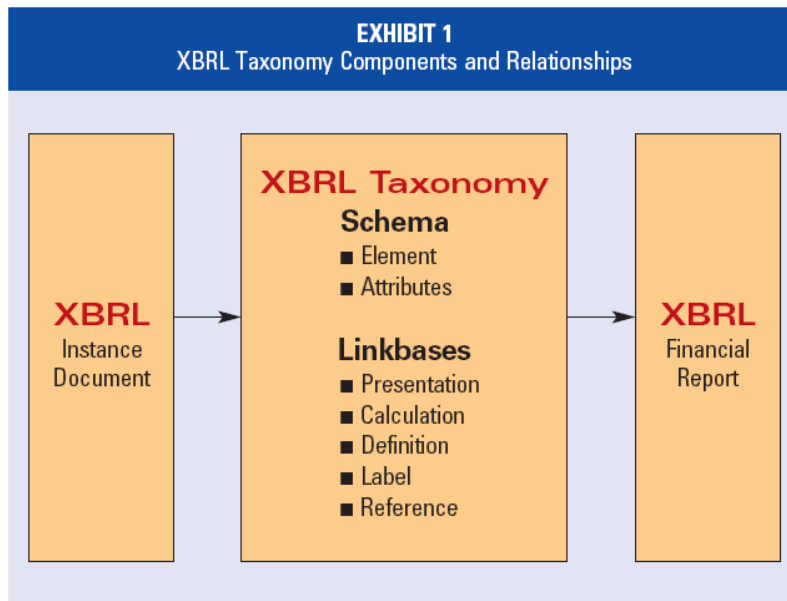 EXHIBIT 1
XBRL Taxonomy Components and Relationships
XBRL
Instance
Document
XBRL Taxonomy
Schema
■ Element
■ Attributes
Linkbases
■ Presentation
■ Calculation
■ Definition
■ Label
■ Reference
XBRL
Financial
Report